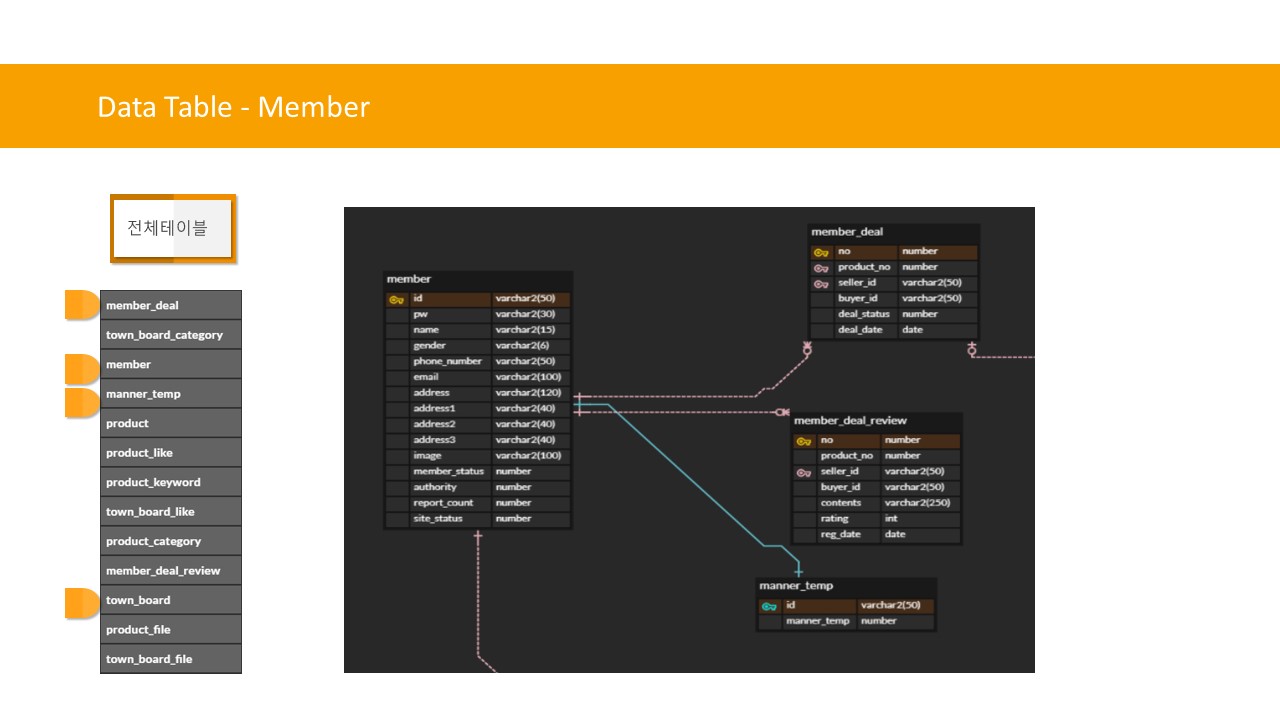 Data Table - Member
전체테이블
member_deal
town_board_category
member
manner_temp
product
product_like
product_keyword
town_board_like
product_category
member_deal_review
town_board
product_file
town_board_file
member
id varchar2(50)
pw varchar2(30)
name varchar2(15)
gender varchar2(6)
phone_number varchar2(50)
email varchar2(100)
address varchar2(120)
address1 varchar2(40)
address2 varchar2(40)
address3 varchar2(40)
image varchar2(100)
member_status number
authority number
report_count number
site_status number
member_deal
no number
product_no number
seller_id varchar2(50)
buyer_id varchar2(50)
deal_status number
deal_date date
member_deal_review
no number
product_no number
seller_id varchar2(50)
buyer_id varchar2(50)
contents varchar2(250)
rating int
reg_date date
manner_temp
id varchar2(50)
manner_temp number